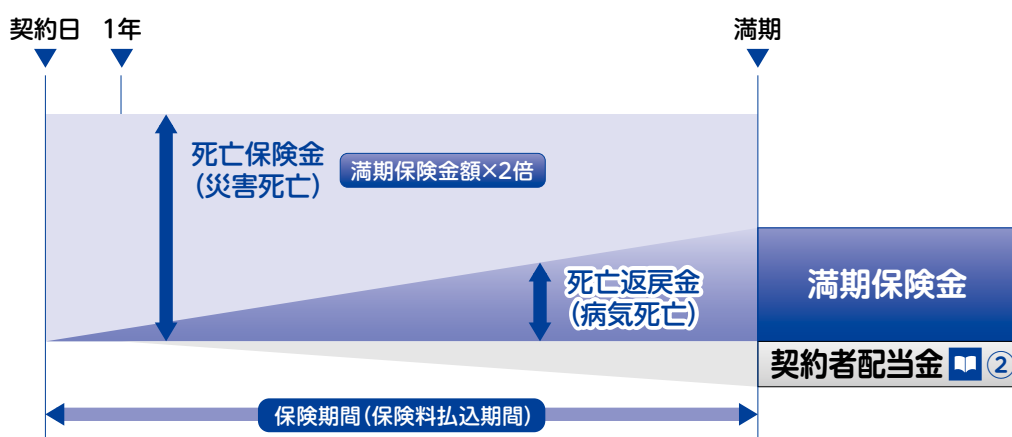 契約日 1年 満期
死亡保険金
(災害死亡)
満期保険金額×2倍
死亡返戻金
(病気死亡)
満期保険金
契約者配当金 ②
保険期間(保険料払込期間)